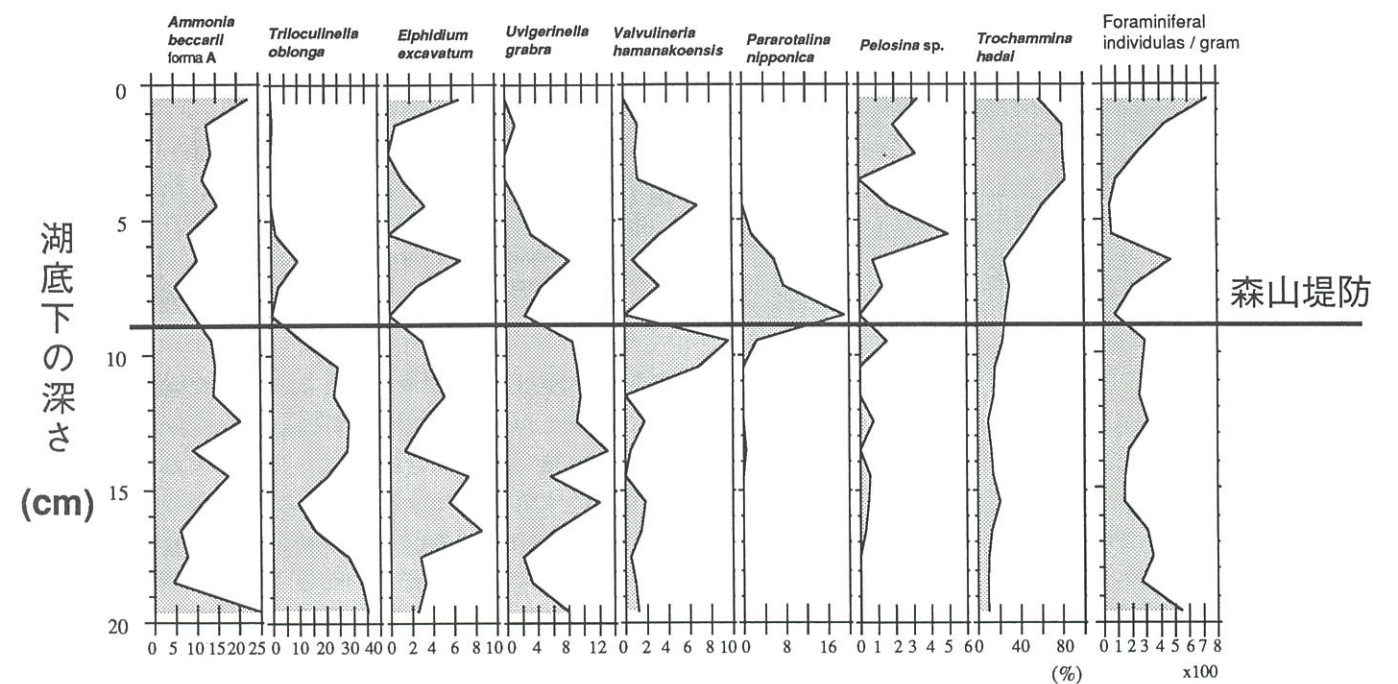 Ammonia
beccarii
forma A
Triloculinella
oblonga
Elphidium
excavatum
Uvigerinella
grabra
Valvulineria
hamanakoensis
Pararotalina
nipponica
Pelosina sp.
Trochammina
hadai
Foraminiferal
individulas / gram
湖底下の深さ
(cm)
0
5
10
15
20
森山堤防
0 5 10 15 20 25
0 10 20 30 40
0 2 4 6 8 10
0 4 8 12
0 2 4 6 8 10
0 8 16
0 1 2 3 4 5 6
0 40 80
0 1 2 3 4 5 6 7 8
(%)
x100